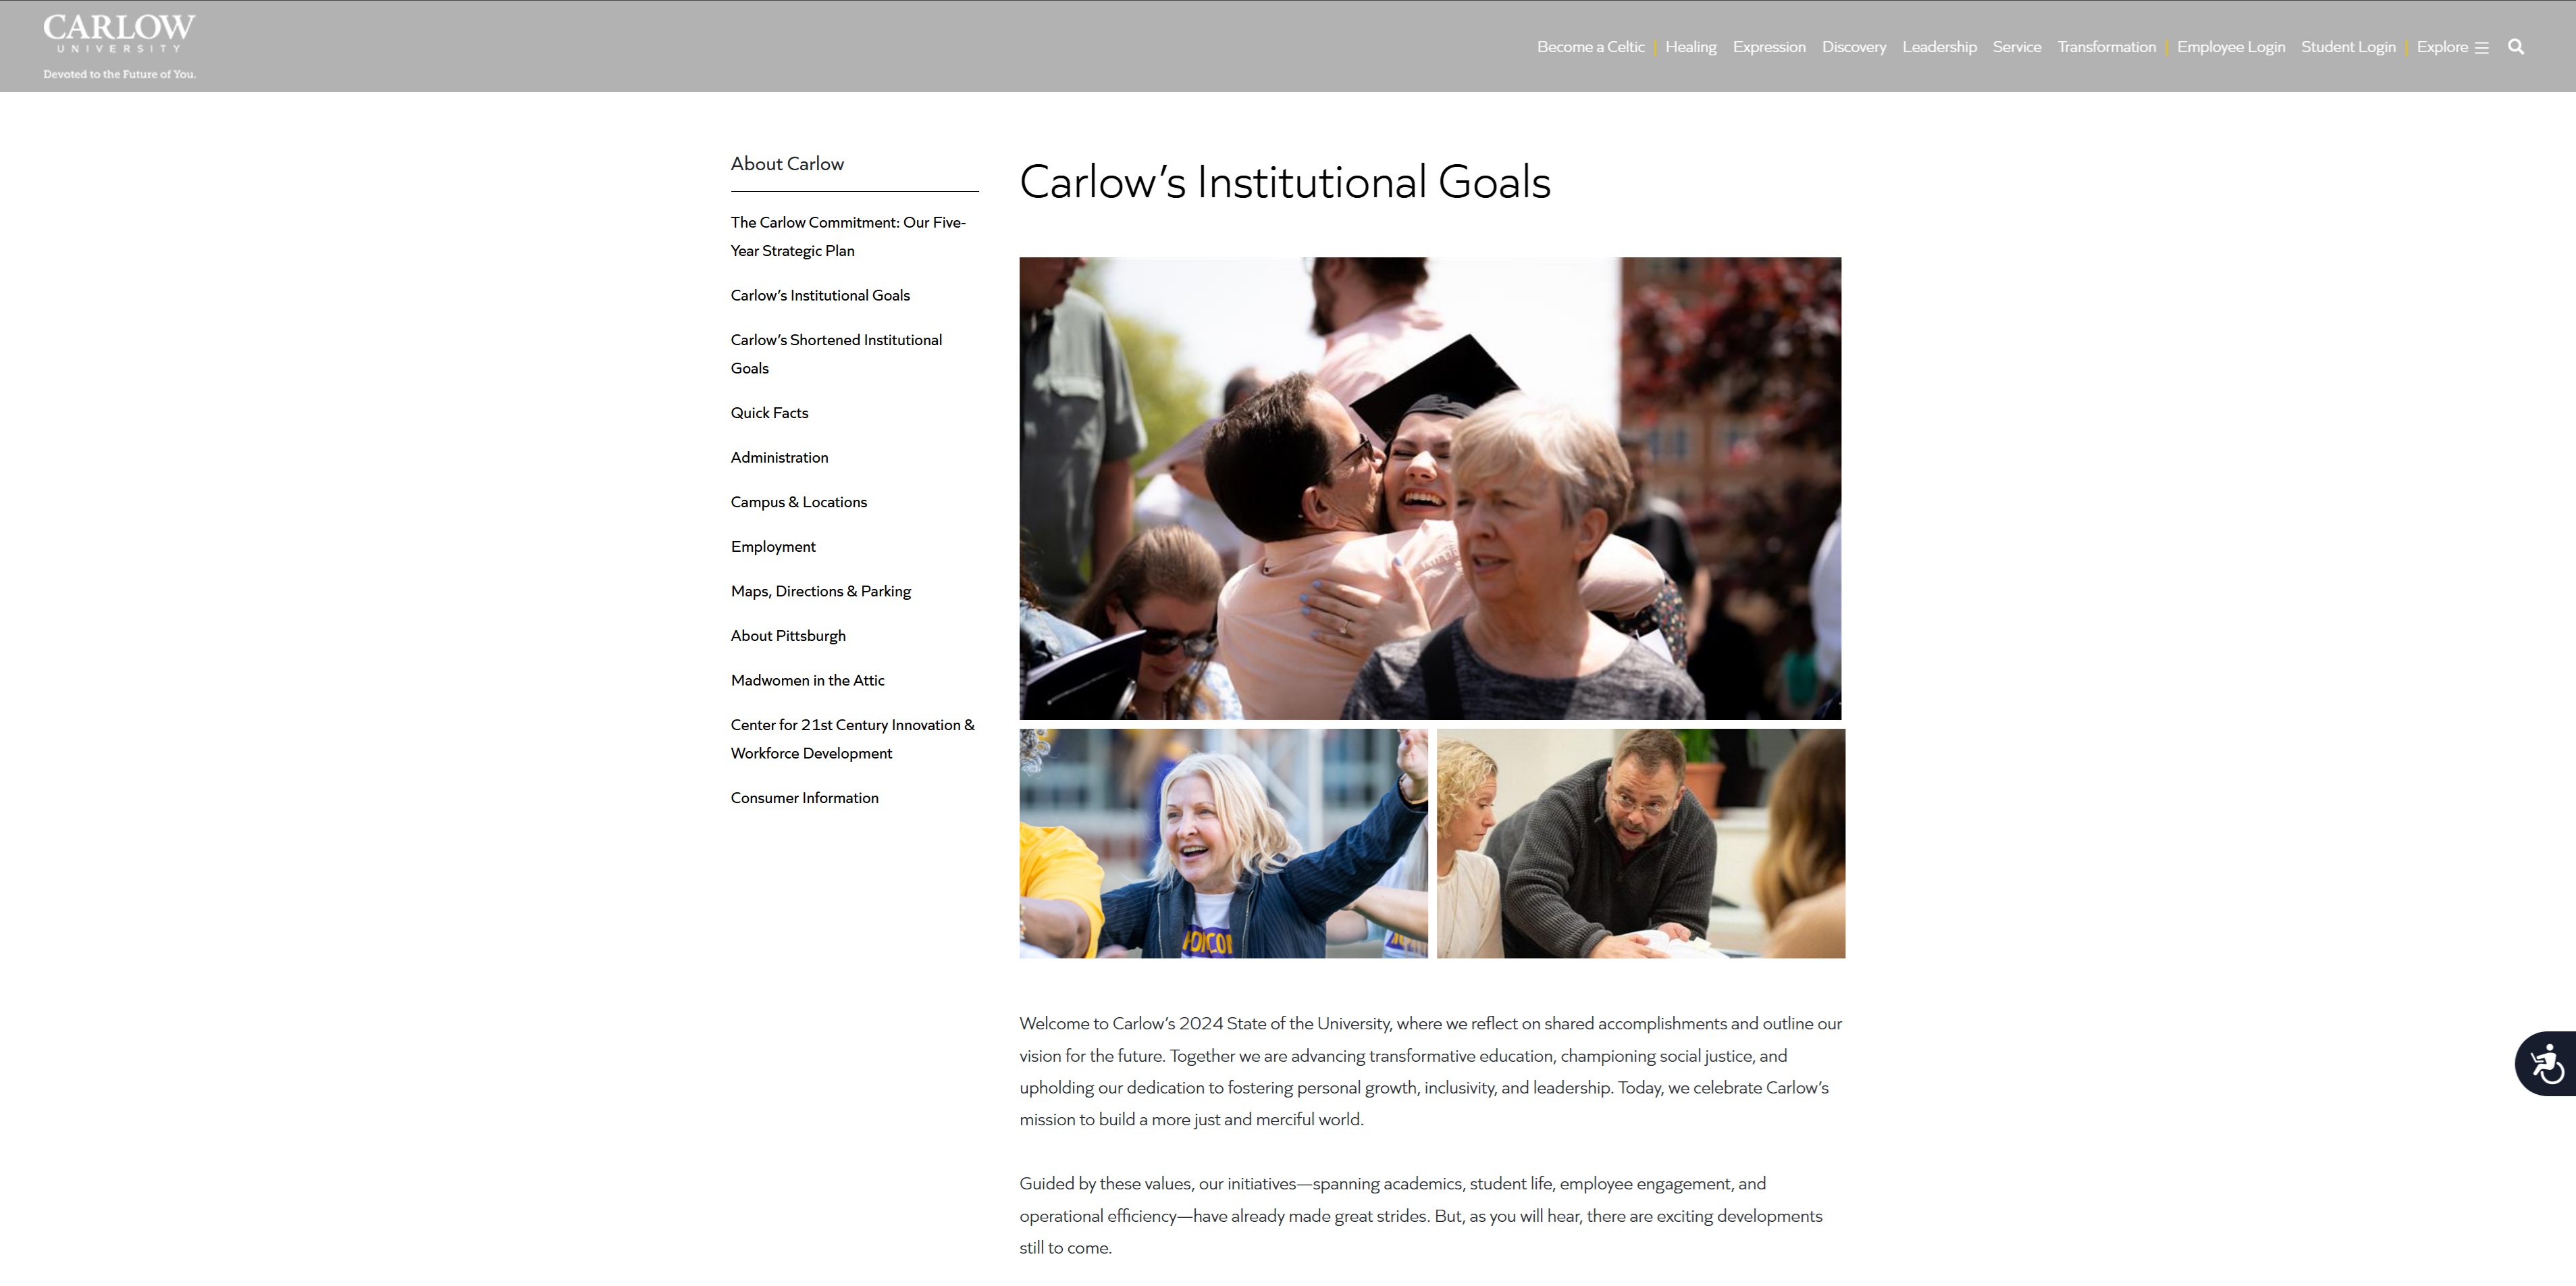 CARLOW
UNIVERSITY
Devoted to the Future of You.
Become a Celtic Healing Expression Discovery Leadership Service Transformation Employee Login Student Login Explore
About Carlow
The Carlow Commitment: Our Five-
Year Strategic Plan
Carlow’s Institutional Goals
Carlow’s Shortened Institutional
Goals
Quick Facts
Administration
Campus & Locations
Employment
Maps, Directions & Parking
About Pittsburgh
Madwomen in the Attic
Center for 21st Century Innovation &
Workforce Development
Consumer Information
Carlow’s Institutional Goals
Welcome to Carlow’s 2024 State of the University, where we reflect on shared accomplishments and outline our
vision for the future. Together we are advancing transformative education, championing social justice, and
upholding our dedication to fostering personal growth, inclusivity, and leadership. Today, we celebrate Carlow’s
mission to build a more just and merciful world.
Guided by these values, our initiatives—spanning academics, student life, employee engagement, and
operational efficiency—have already made great strides. But, as you will hear, there are exciting developments
still to come.